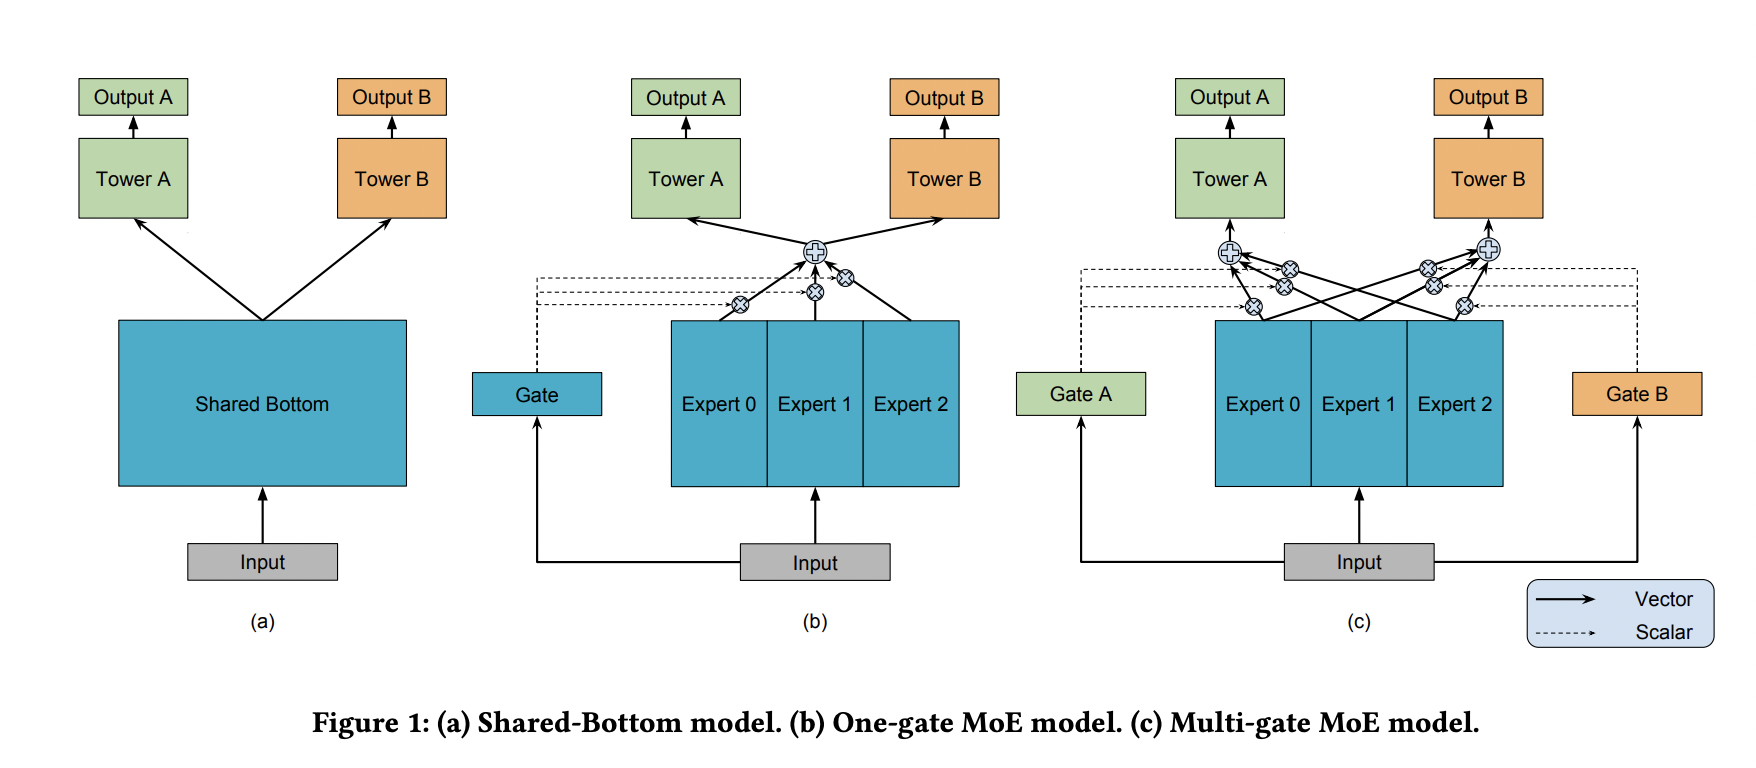 Output A
Output B
Tower A
Tower B
Shared Bottom
Input
(a)
Output A
Output B
Tower A
Tower B
Gate
Expert 0
Expert 1
Expert 2
Input
(b)
Output A
Output B
Tower A
Tower B
Gate A
Expert 0
Expert 1
Expert 2
Gate B
Input
(c)
Vector
Scalar
Figure 1: (a) Shared-Bottom model. (b) One-gate MoE model. (c) Multi-gate MoE model.